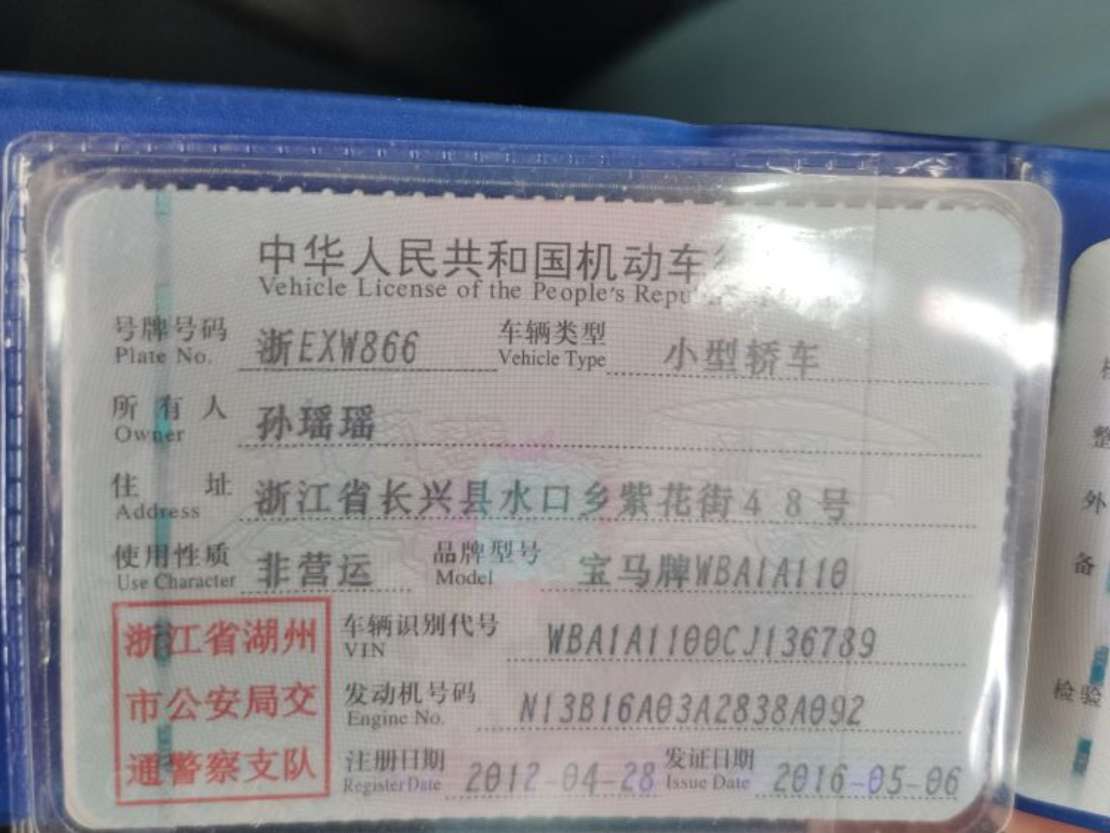 中华人民共和国机动车
Vehicle License of the People's Repu
号牌号码 浙EXW866 车辆类型 小型轿车
Plate No. Vehicle Type
所有人 孙瑶瑶
Owner
住址 浙江省长兴县水口乡紫花街48号
Address
使用性质 非营运 品牌型号 宝马牌WBA1A110
Use Character Model
浙江省湖州 车辆识别代号 WBA1A1100CJ136789
VIN
市公安局交 发动机号码 N13B16A03A2838A092
Engine No.
通警察支队 注册日期 2012-04-28 发证日期 2016-05-06
Register Date Issue Date
整
外
备
检验